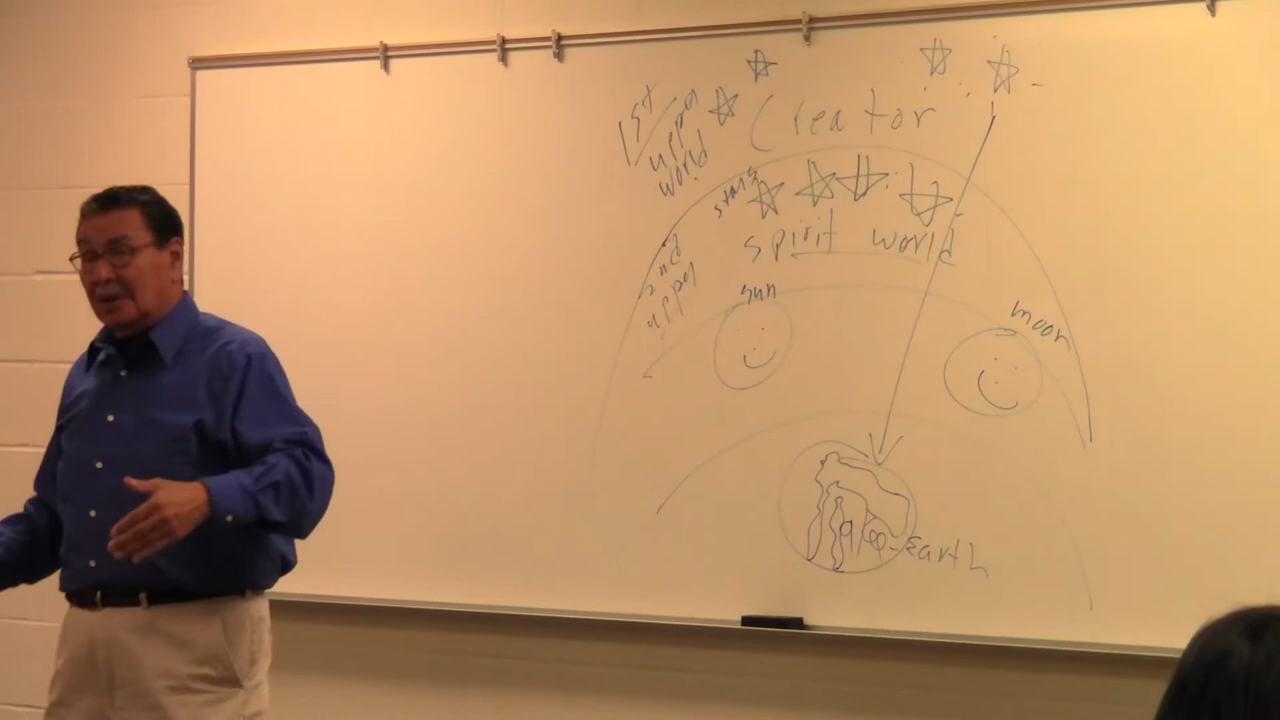 1st upper world
Creator
stars
spirit world
2nd upper
sun
moon
Earth